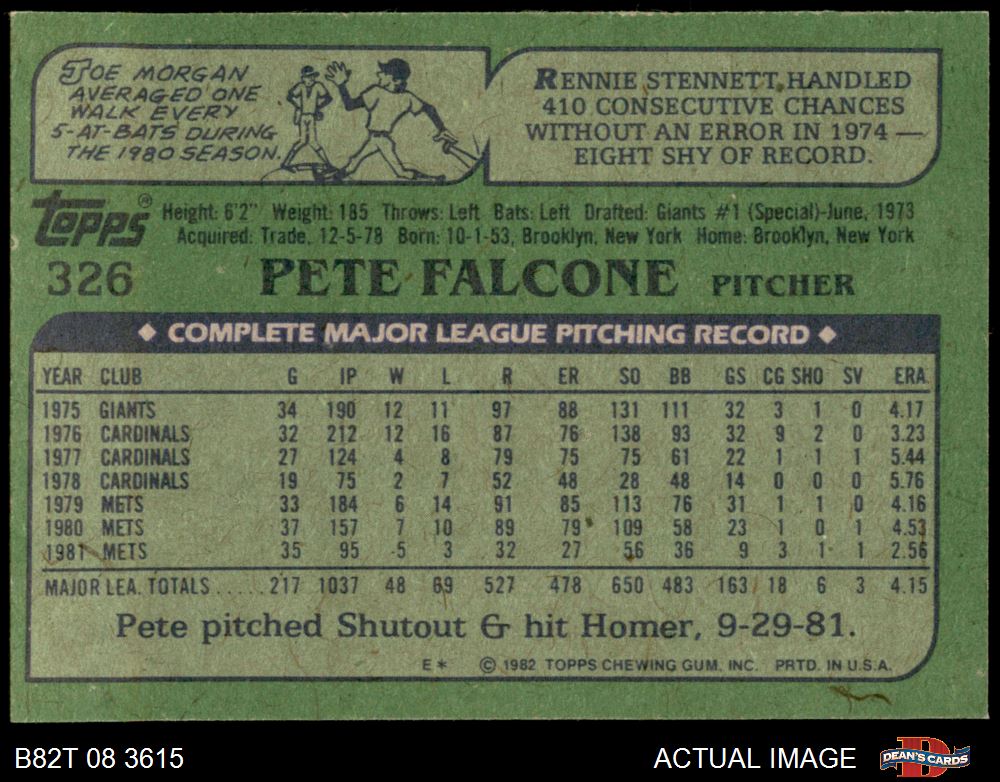 JOE MORGAN
AVERAGED ONE
WALK EVERY
5-AT-BATS DURING
THE 1980 SEASON.
RENNIE STENNETT HANDLED
410 CONSECUTIVE CHANCES
WITHOUT AN ERROR IN 1974 —
EIGHT SHY OF RECORD.
topps® Height: 6'2" Weight: 185 Throws: Left Bats: Left Drafted: Giants #1 (Special)-June, 1973
Acquired: Trade, 12-5-78 Born: 10-1-53, Brooklyn, New York Home: Brooklyn, New York
326 PETE FALCONE PITCHER
◆ COMPLETE MAJOR LEAGUE PITCHING RECORD ◆
YEAR CLUB G IP W L R ER SO BB GS CG SHO SV ERA
1975 GIANTS 34 190 12 11 97 88 131 111 32 3 1 0 4.17
1976 CARDINALS 32 212 12 16 87 76 138 93 32 9 2 0 3.23
1977 CARDINALS 27 124 4 8 79 75 75 61 22 1 1 1 5.44
1978 CARDINALS 19 75 2 7 52 48 28 48 14 0 0 0 5.76
1979 METS 33 184 6 14 91 85 113 76 31 1 1 0 4.16
1980 METS 37 157 7 10 89 79 109 58 23 1 0 1 4.53
1981 METS 35 95 5 3 32 27 56 36 9 3 1 1 2.56
MAJOR LEA. TOTALS ..... 217 1037 48 69 527 478 650 483 163 18 6 3 4.15
Pete pitched Shutout & hit Homer, 9-29-81.
E* © 1982 TOPPS CHEWING GUM, INC. PRTD. IN U.S.A.
B82T 08 3615 ACTUAL IMAGE DEAN'S CARDS